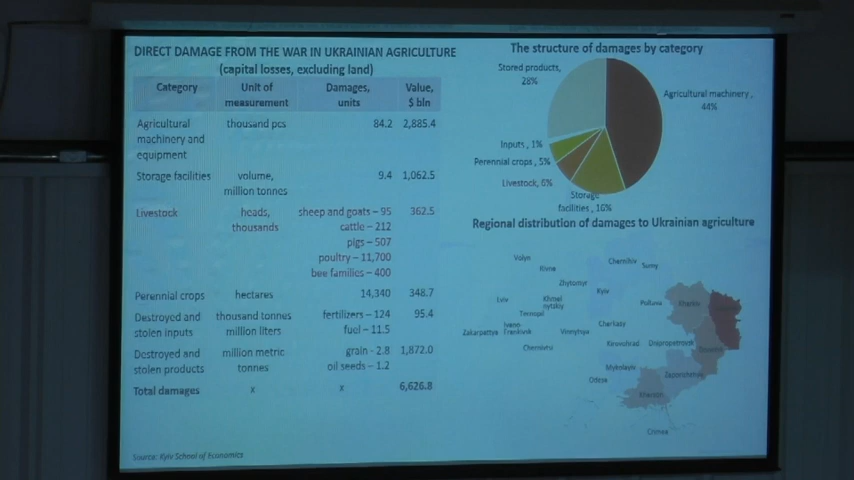 DIRECT DAMAGE FROM THE WAR IN UKRAINIAN AGRICULTURE
(capital losses, excluding land)
Category Unit of measurement Damages, units Value, $ bln
Agricultural machinery and equipment thousand pcs 84.2 2,885.4
Storage facilities volume, million tonnes 9.4 1,062.5
Livestock heads, thousands sheep and goats – 95 362.5
cattle – 212
pigs – 507
poultry – 11,700
bee families – 400
Perennial crops hectares 14,340 348.7
Destroyed and stolen inputs thousand tonnes fertilizers – 124 95.4
million liters fuel – 11.5
Destroyed and stolen products million metric tonnes grain - 2.8 1,872.0
oil seeds – 1.2
Total damages x x 6,626.8
Source: Kyiv School of Economics
The structure of damages by category
Stored products, 28%
Agricultural machinery, 44%
Inputs, 1%
Perennial crops, 5%
Livestock, 6%
Storage facilities, 16%
Regional distribution of damages to Ukrainian agriculture
Volyn
Rivne
Chernihiv
Sumy
Zhytomyr
Kyiv
Lviv
Khmelnytskiy
Poltava
Kharkiv
Ternopil
Ivano Frankivsk
Zakarpattya
Vinnytsya
Cherkasy
Chernivtsi
Kirovohrad
Dnipropetrovsk
Mykolayiv
Zaporizhzhya
Odesa
Kherson
Crimea